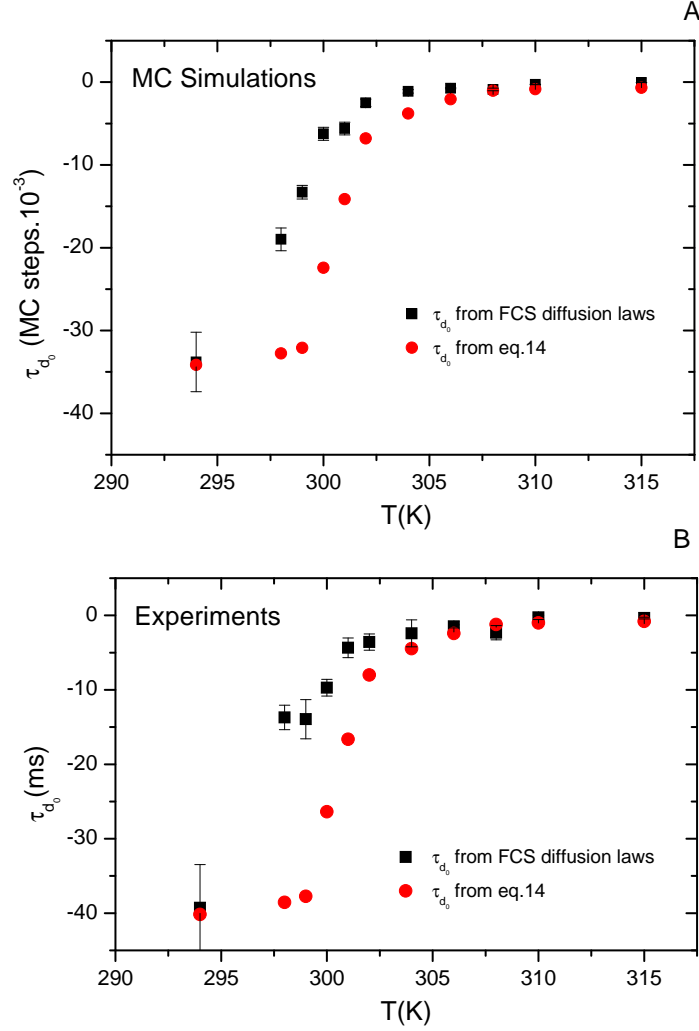 A
MC Simulations
0
-10
-20
-30
-40
τd0 (MC steps.10-3)
τd0 from FCS diffusion laws
τd0 from eq.14
290 295 300 305 310 315
T(K)
B
Experiments
0
-10
-20
-30
-40
τd0(ms)
τd0 from FCS diffusion laws
τd0 from eq.14
290 295 300 305 310 315
T(K)